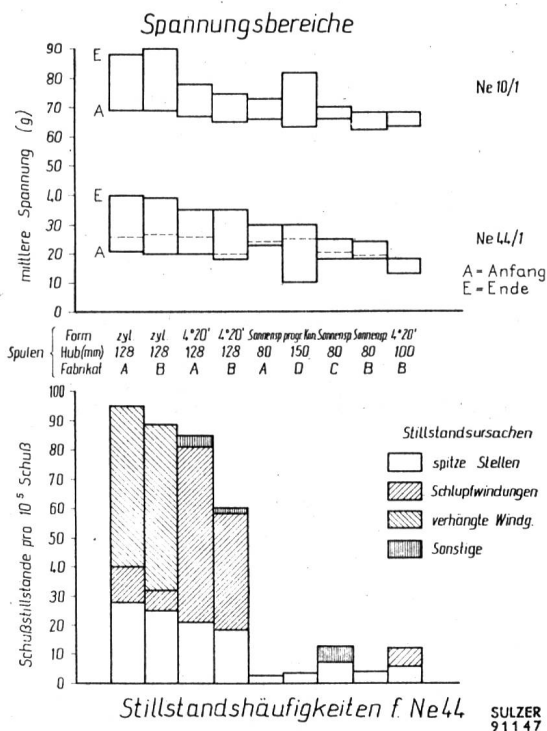 Spannungsbereiche
mittlere Spannung (g)
90
80
70
60
50
40
30
20
10
0
E
A
E
A
Ne 10/1
Ne 44/1
A = Anfang
E = Ende
Spulen { Form zyl zyl 4°20' 4°20' Sonnensp progr. Kon. Sonnensp Sonnensp 4°20'
Hub(mm) 128 128 128 128 80 150 80 80 100
Fabrikat A B A B A D C B B
Schußstillstande pro 10⁵ Schuß
100
90
80
70
60
50
40
30
20
10
0
Stillstandsursachen
spitze Stellen
Schlupfwindungen
verhängte Windg.
Sonstige
Stillstandshäufigkeiten f. Ne44
SULZER
91147